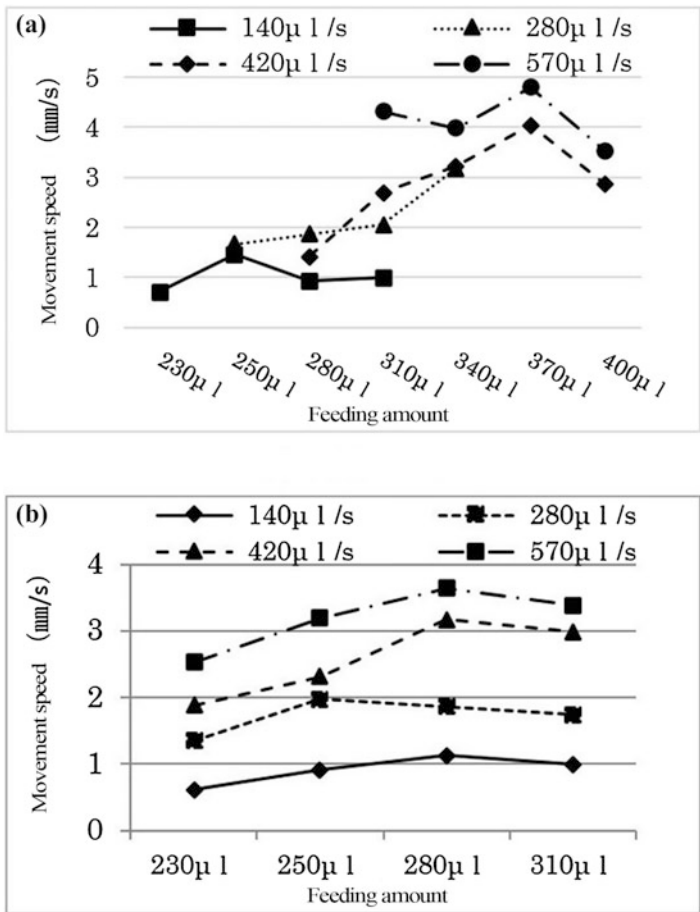 (a)
140μ l /s 280μ l /s
420μ l /s 570μ l /s
5
4
3
2
1
0
Movement speed (㎜/s)
230μ l 250μ l 280μ l 310μ l 340μ l 370μ l 400μ l
Feeding amount
(b)
140μ l /s 280μ l /s
420μ l /s 570μ l /s
4
3
2
1
0
Movement speed (㎜/s)
230μ l 250μ l 280μ l 310μ l
Feeding amount